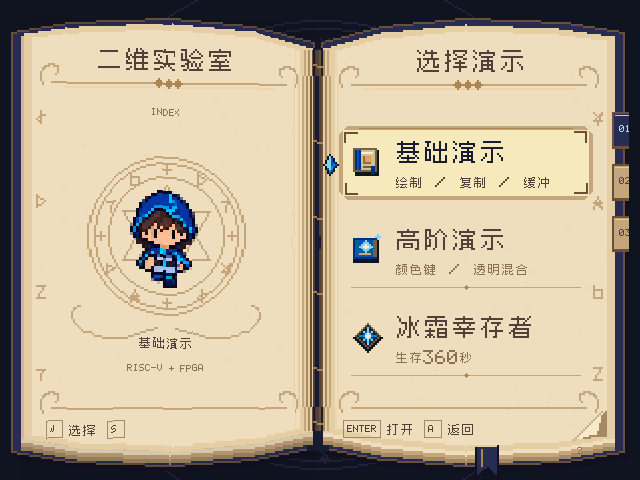 二维实验室
INDEX
基础演示
RISC-V + FPGA
选择 S
选择演示
基础演示
绘制 / 复制 / 缓冲
高阶演示
颜色键 / 透明混合
冰霜幸存者
生存360秒
ENTER 打开 A 返回
01
02
03